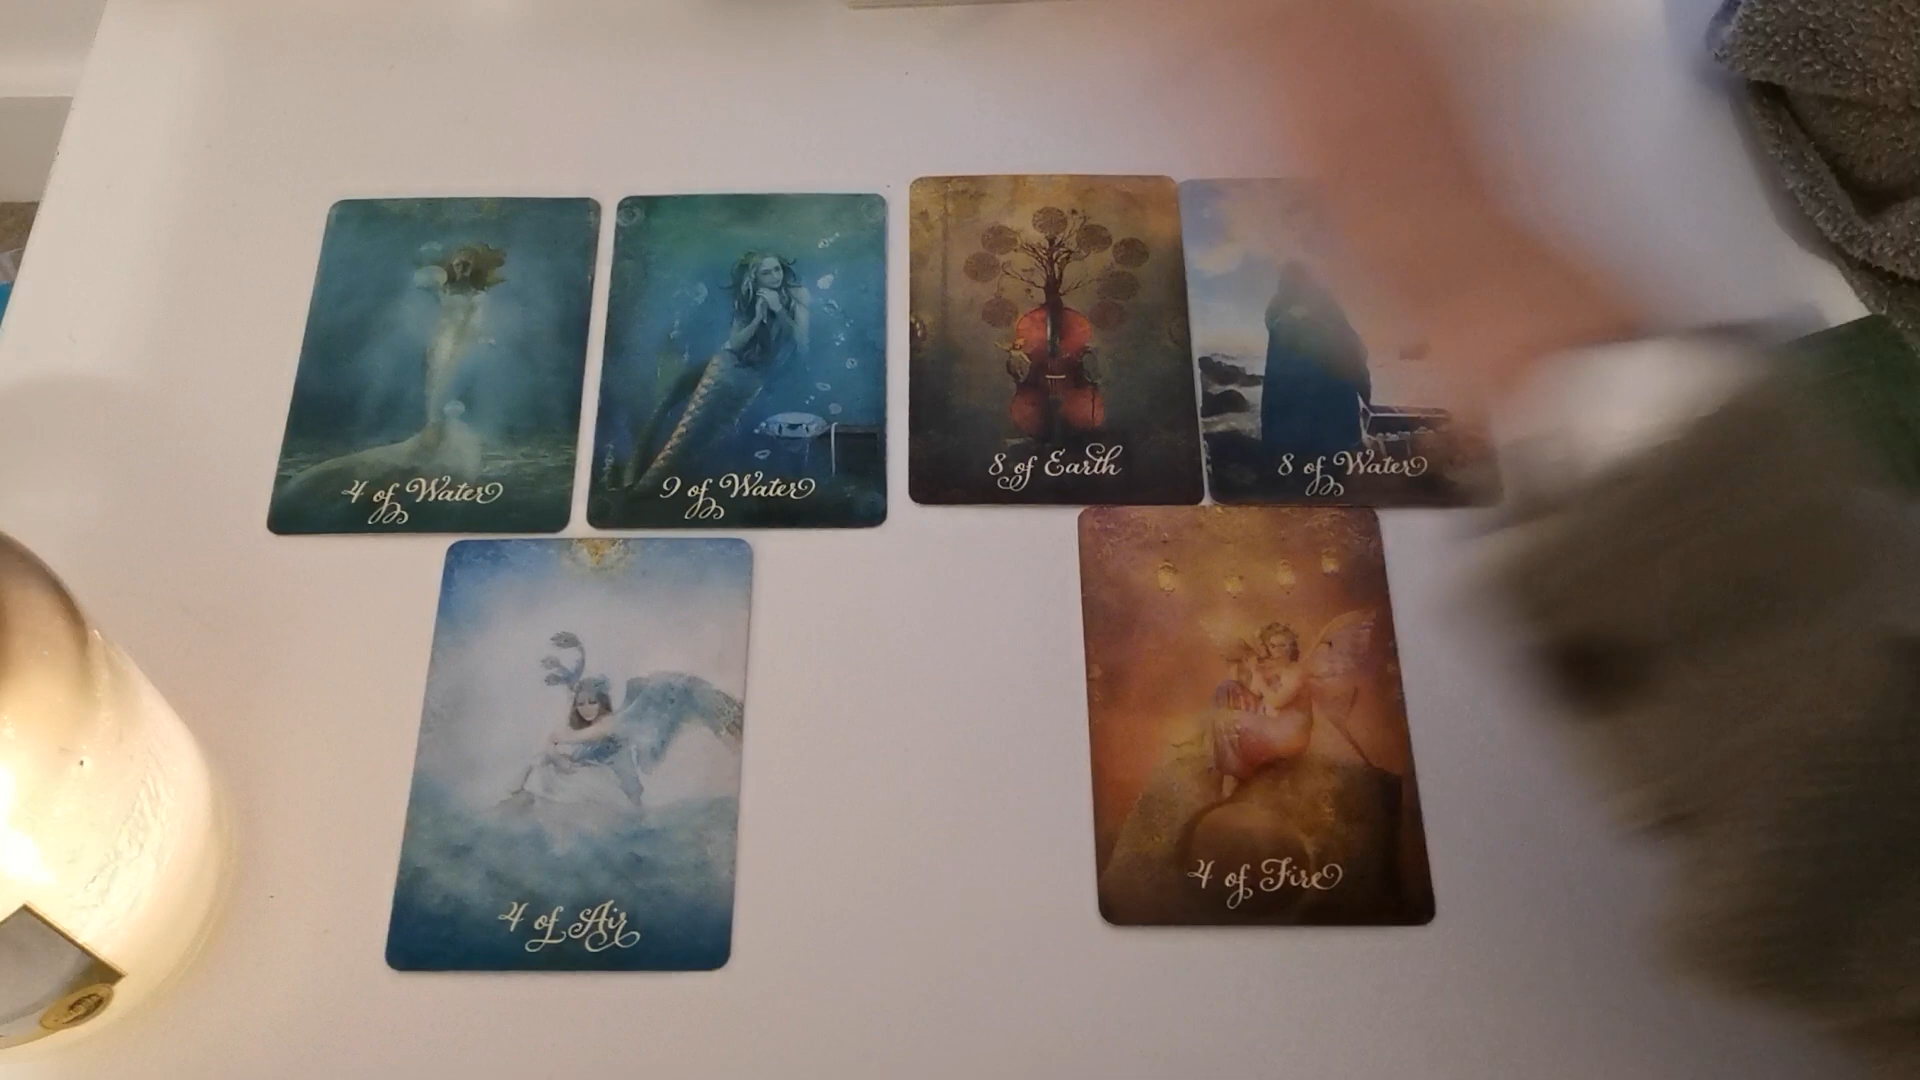 4 of Water
9 of Water
8 of Earth
8 of Water
4 of Air
4 of Fire